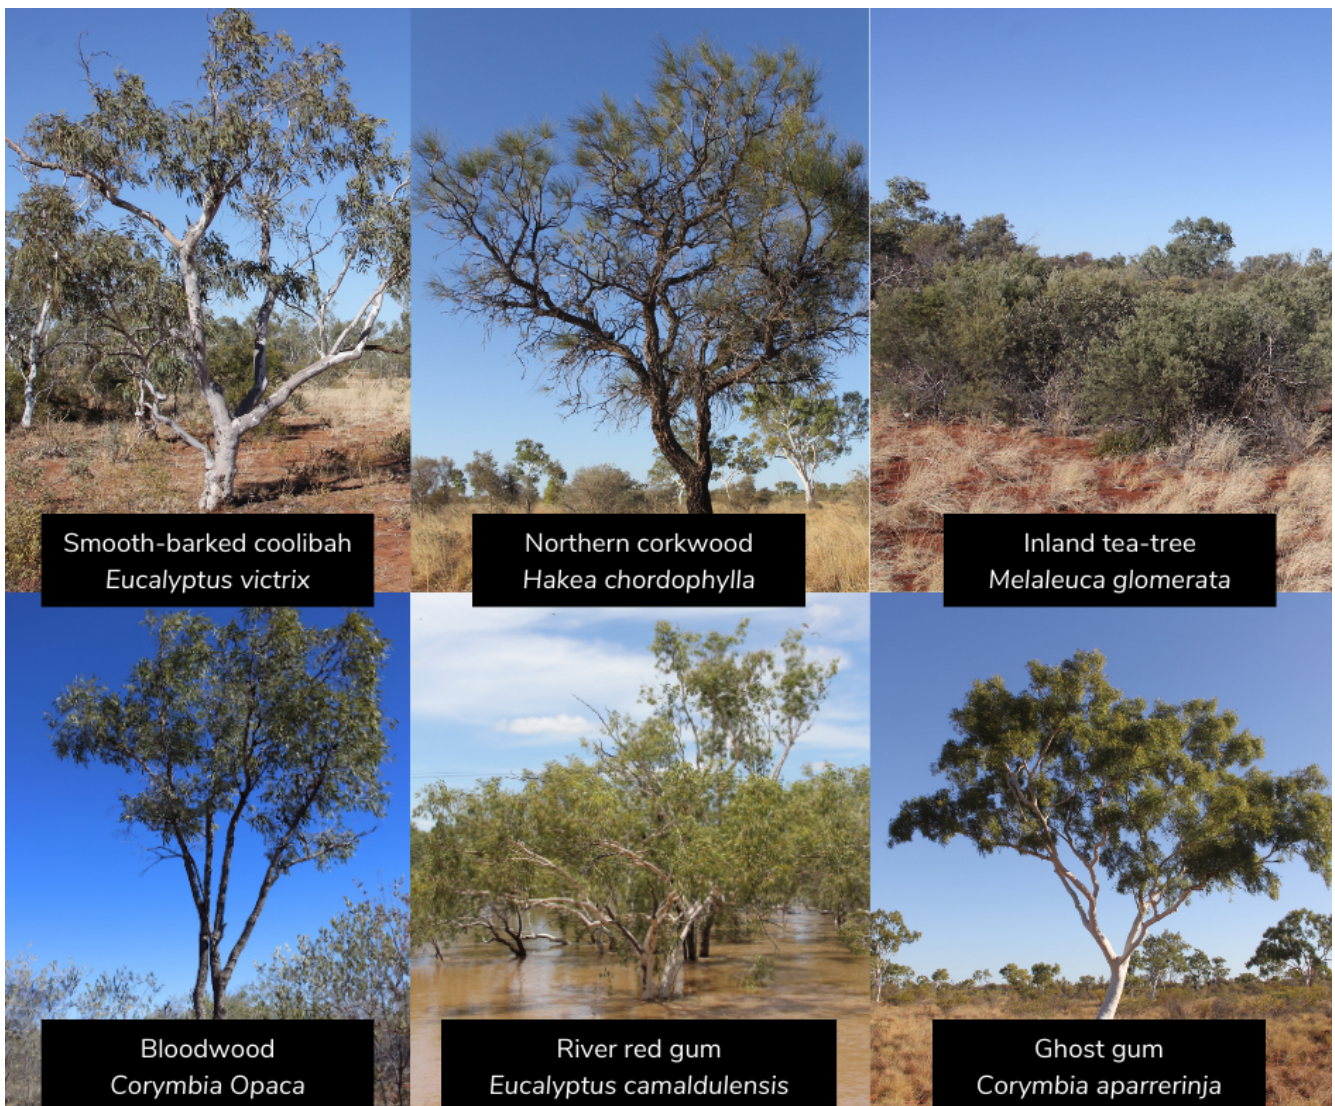 Smooth-barked coolibah
Eucalyptus victrix
Northern corkwood
Hakea chordophylla
Inland tea-tree
Melaleuca glomerata
Bloodwood
Corymbia Opaca
River red gum
Eucalyptus camaldulensis
Ghost gum
Corymbia aparrerinja